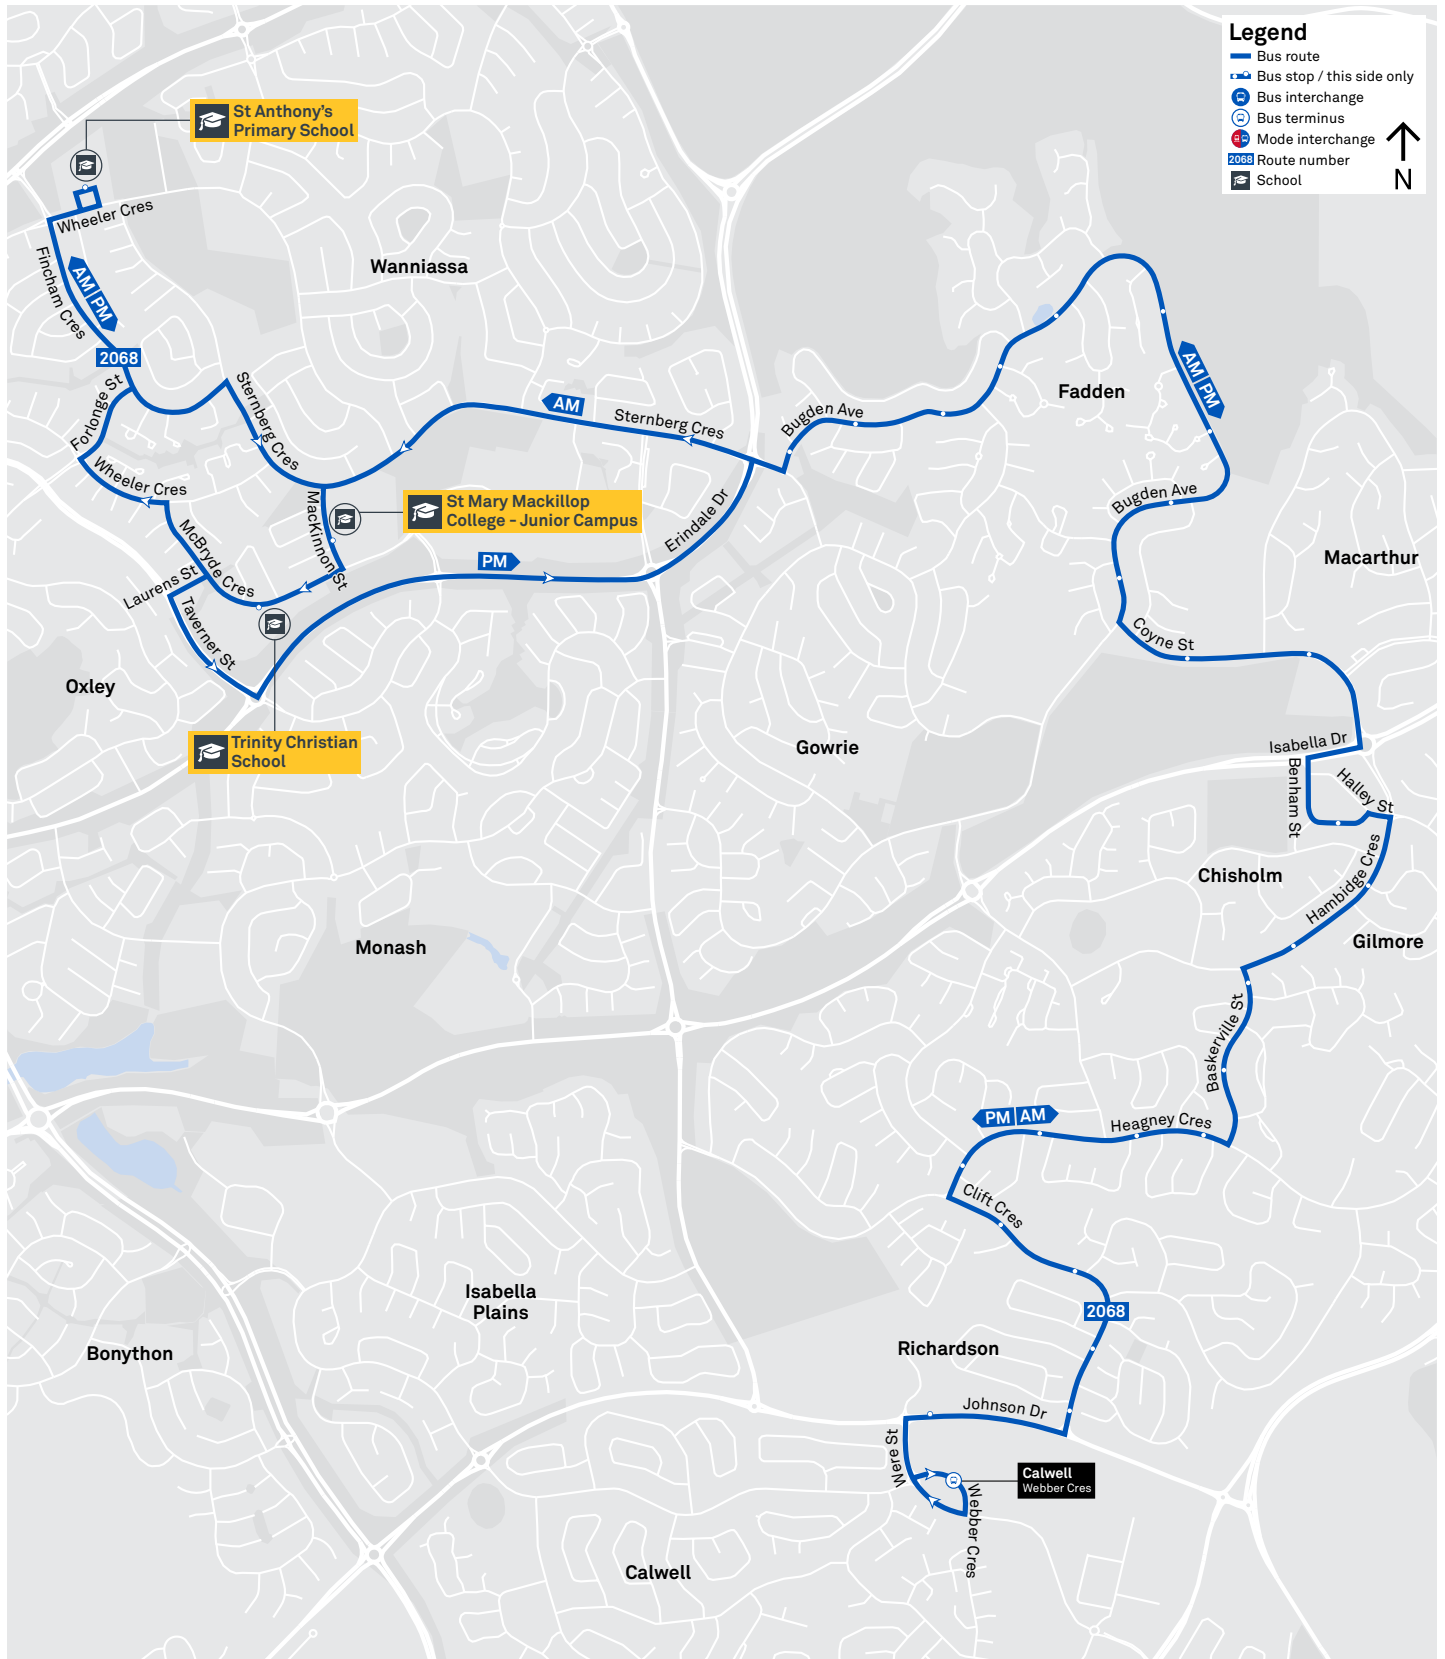 Legend
Bus route
Bus stop / this side only
Bus interchange
Bus terminus
Mode interchange
2068 Route number
School
N
St Anthony's
Primary School
Wheeler Cres
Fincham Cres
AM PM
2068
Wanniassa
Forlonge St
Sternberg Cres
AM
Sternberg Cres
Bugden Ave
Fadden
AM PM
Wheeler Cres
MacKinnon St
St Mary Mackillop
College - Junior Campus
Erindale Dr
Bugden Ave
McBryde Cres
PM
Macarthur
Laurens St
Taverner St
Coyne St
Oxley
Trinity Christian
School
Gowrie
Isabella Dr
Benham St
Halley St
Chisholm
Hambidge Cres
Gilmore
Monash
Baskerville St
PM AM
Heagney Cres
Clift Cres
Isabella
Plains
2068
Bonython
Richardson
Johnson Dr
Were St
Calwell
Webber Cres
Webber Cres
Calwell